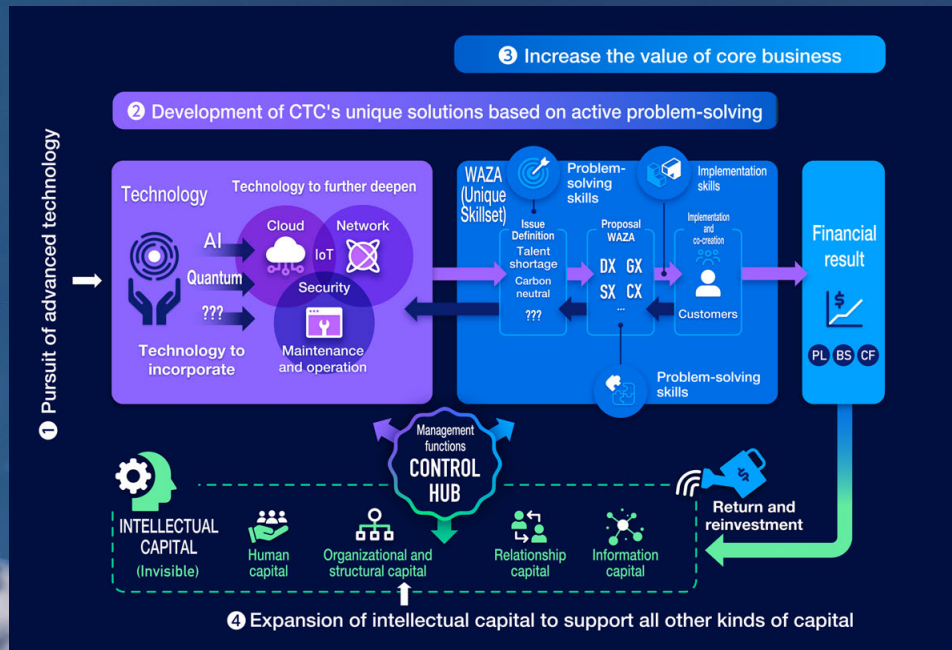 ❸ Increase the value of core business
❷ Development of CTC's unique solutions based on active problem-solving
❶ Pursuit of advanced technology
Technology
Technology to further deepen
AI
Quantum
???
Technology to
incorporate
Cloud
Network
IoT
Security
Maintenance
and operation
WAZA
(Unique
Skillset)
Problem-
solving
skills
Implementation
skills
Issue
Definition
Talent
shortage
Carbon
neutral
???
Proposal
WAZA
DX GX
SX CX
...
Implementation
and
co-creation
Customers
Problem-solving
skills
Financial
result
$
PL BS CF
Management
functions
CONTROL
HUB
$
Return and
reinvestment
INTELLECTUAL
CAPITAL
(Invisible)
Human
capital
Organizational and
structural capital
Relationship
capital
Information
capital
❹ Expansion of intellectual capital to support all other kinds of capital